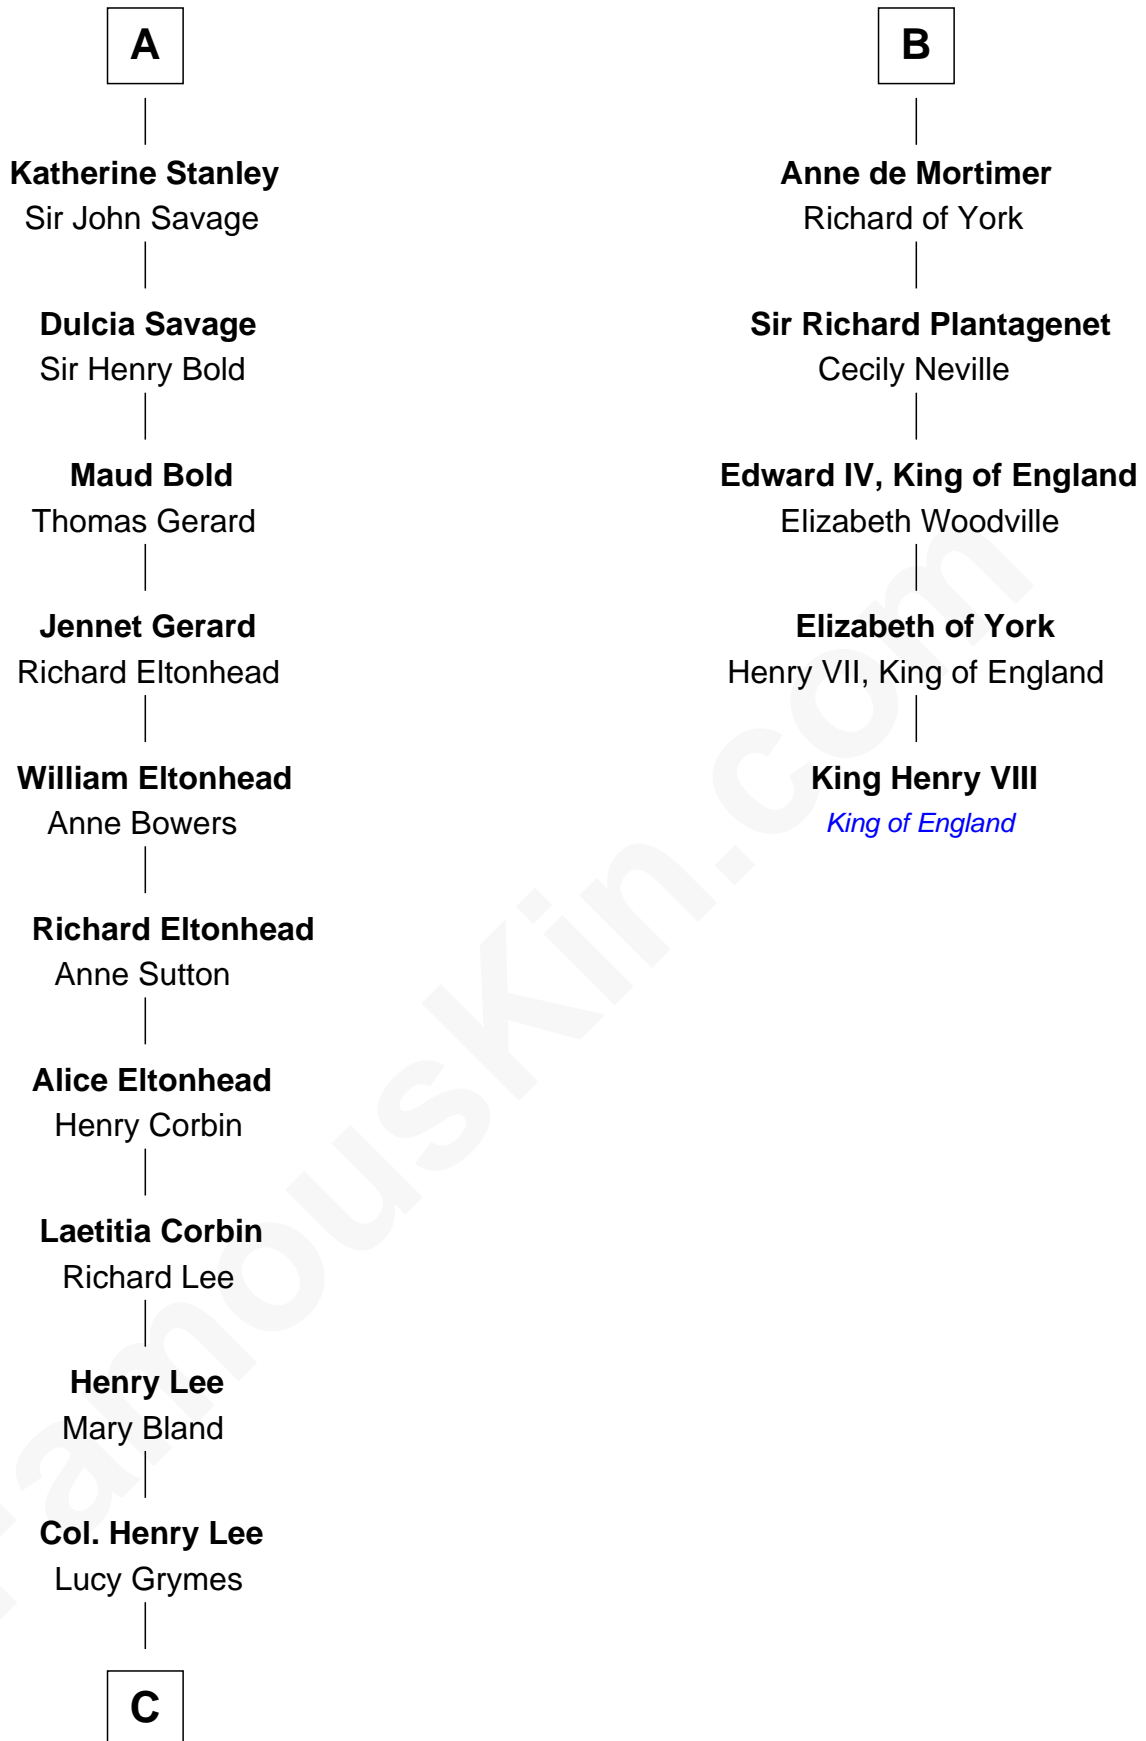 A
Katherine Stanley
Sir John Savage
Dulcia Savage
Sir Henry Bold
Maud Bold
Thomas Gerard
Jennet Gerard
Richard Eltonhead
William Eltonhead
Anne Bowers
Richard Eltonhead
Anne Sutton
Alice Eltonhead
Henry Corbin
Laetitia Corbin
Richard Lee
Henry Lee
Mary Bland
Col. Henry Lee
Lucy Grymes
C
B
Anne de Mortimer
Richard of York
Sir Richard Plantagenet
Cecily Neville
Edward IV, King of England
Elizabeth Woodville
Elizabeth of York
Henry VII, King of England
King Henry VIII
King of England
FamousKin.com